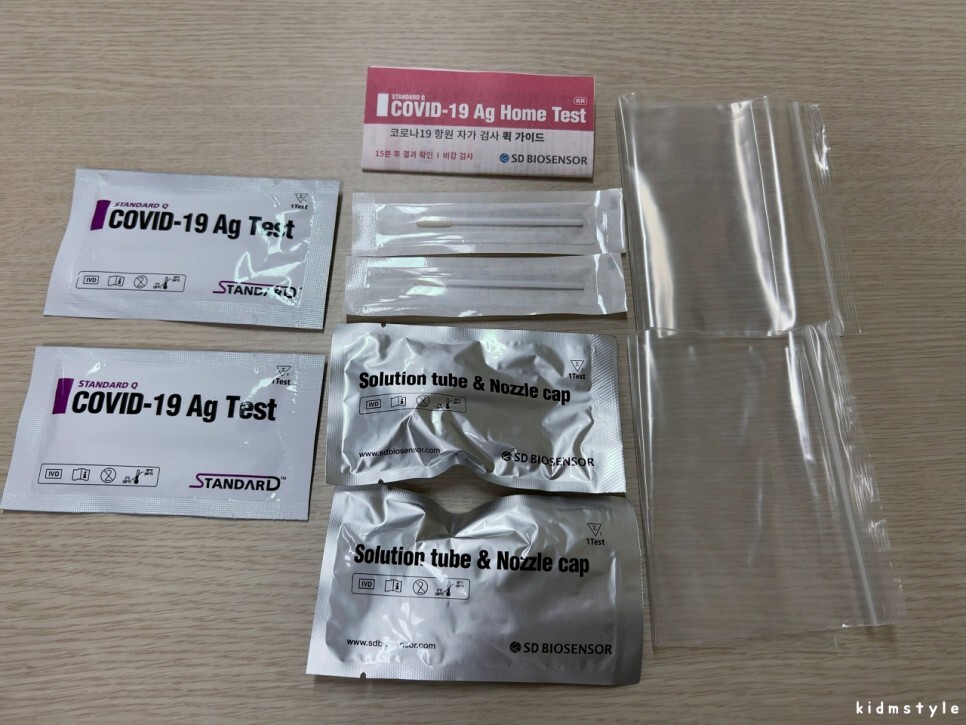 STANDARD Q
COVID-19 Ag Home Test
KR
코로나19 항원 자가 검사 퀵 가이드
15분 후 결과 확인 I 비강 검사
SD BIOSENSOR
STANDARD Q
COVID-19 Ag Test
1Test
IVD
STANDARD
STANDARD Q
COVID-19 Ag Test
1Test
IVD
STANDARD™
Solution tube & Nozzle cap
1Test
IVD
www.sdbiosensor.com
SD BIOSENSOR
Solution tube & Nozzle cap
1Test
IVD
www.sdbiosensor.com
SD BIOSENSOR
kidmstyle